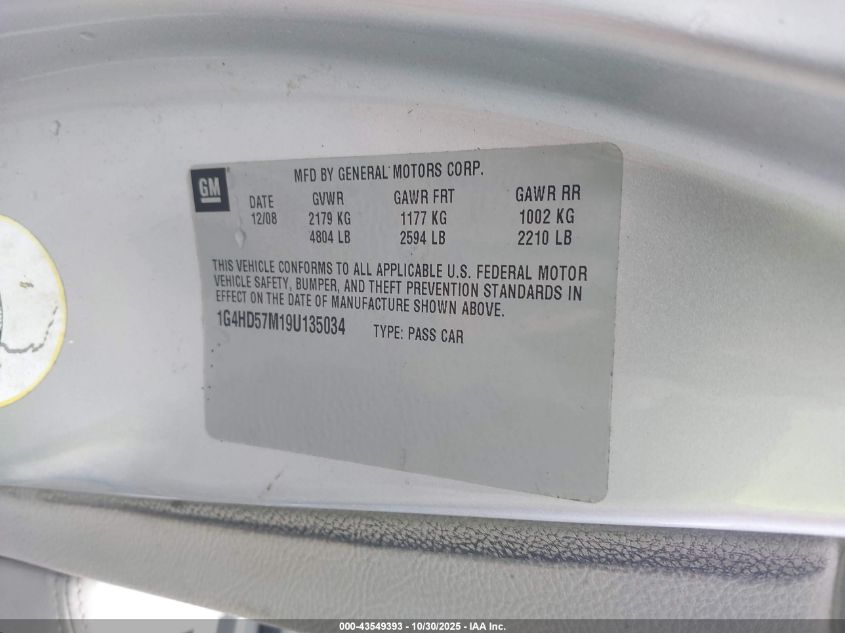 MFD BY GENERAL MOTORS CORP.
GM
DATE GVWR GAWR FRT GAWR RR
12/08 2179 KG 1177 KG 1002 KG
4804 LB 2594 LB 2210 LB
THIS VEHICLE CONFORMS TO ALL APPLICABLE U.S. FEDERAL MOTOR
VEHICLE SAFETY, BUMPER, AND THEFT PREVENTION STANDARDS IN
EFFECT ON THE DATE OF MANUFACTURE SHOWN ABOVE.
1G4HD57M19U135034 TYPE: PASS CAR
000-43549393 - 10/30/2025 - IAA Inc.